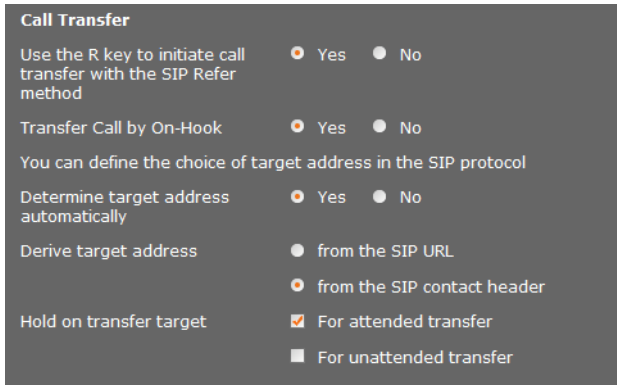 Call Transfer
Use the R key to initiate call Yes No
transfer with the SIP Refer
method
Transfer Call by On-Hook Yes No
You can define the choice of target address in the SIP protocol
Determine target address Yes No
automatically
Derive target address from the SIP URL
from the SIP contact header
Hold on transfer target For attended transfer
For unattended transfer